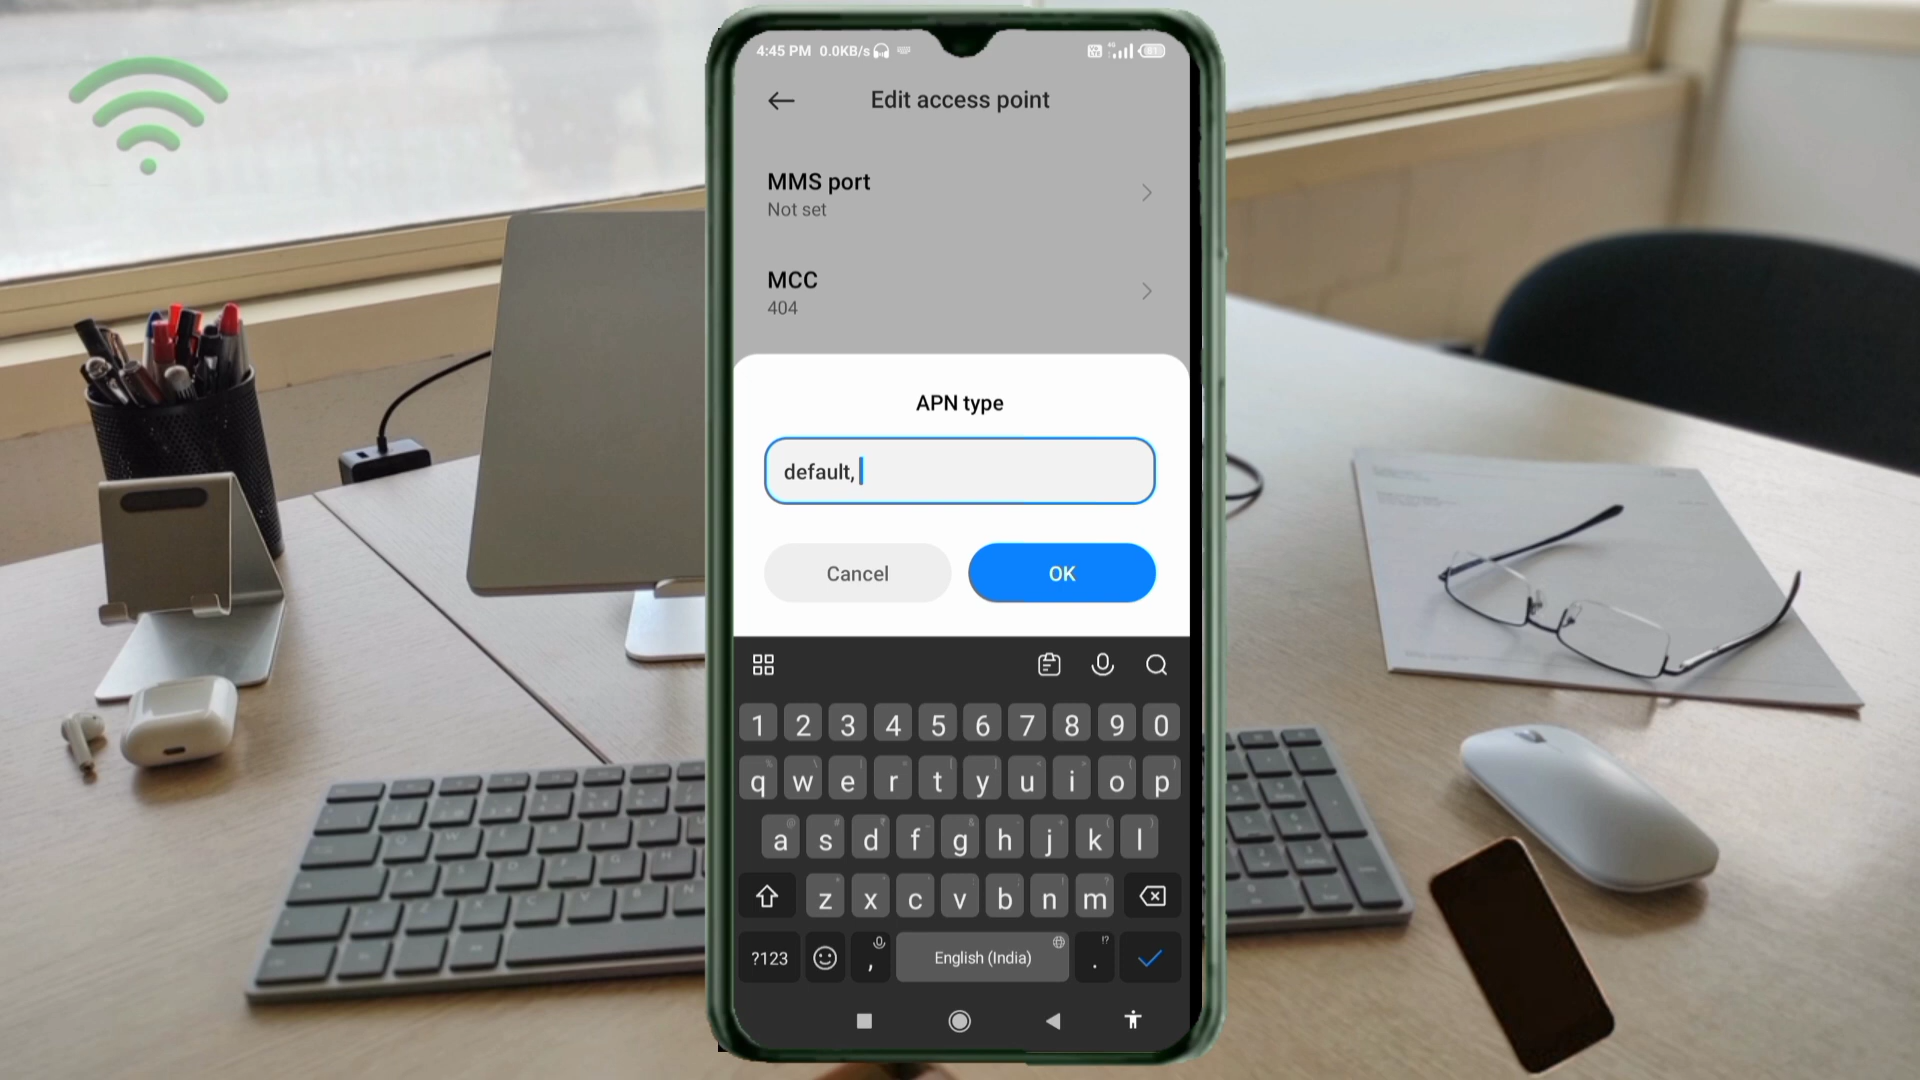 4:45 PM 0.0KB/s
Edit access point
MMS port
Not set
MCC
404
APN type
default,
Cancel
OK
1 2 3 4 5 6 7 8 9 0
q w e r t y u i o p
a s d f g h j k l
z x c v b n m
?123 , English (India) .